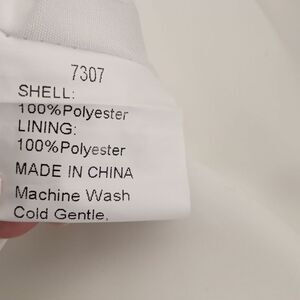 7307
SHELL:
100%Polyester
LINING:
100%Polyester
MADE IN CHINA
Machine Wash
Cold Gentle,